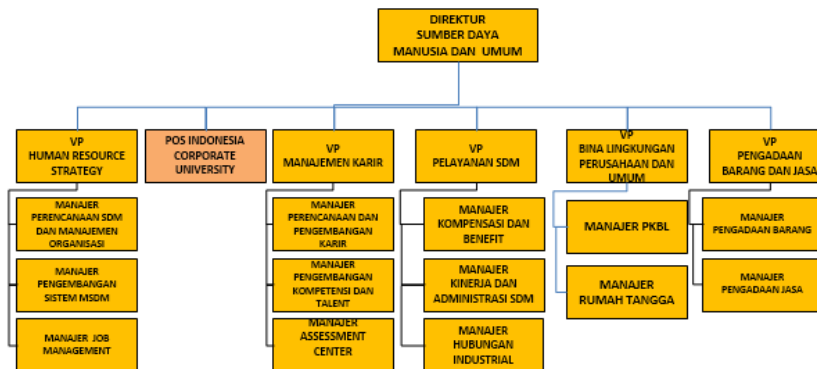 DIREKTUR
SUMBER DAYA
MANUSIA DAN UMUM
VP
HUMAN RESOURCE
STRATEGY
POS INDONESIA
CORPORATE
UNIVERSITY
VP
MANAJEMEN KARIR
VP
PELAYANAN SDM
VP
BINA LINGKUNGAN
PERUSAHAAN DAN
UMUM
VP
PENGADAAN
BARANG DAN JASA
MANAJER
PERENCANAAN SDM
DAN MANAJEMEN
ORGANISASI
MANAJER
PERENCANAAN DAN
PENGEMBANGAN
KARIR
MANAJER
KOMPENSASI DAN
BENEFIT
MANAJER PKBL
MANAJER
PENGADAAN BARANG
MANAJER
PENGEMBANGAN
SISTEM MSDM
MANAJER
PENGEMBANGAN
KOMPETENSI DAN
TALENT
MANAJER
KINERJA DAN
ADMINISTRASI SDM
MANAJER
RUMAH TANGGA
MANAJER
PENGADAAN JASA
MANAJER JOB
MANAGEMENT
MANAJER
ASSESSMENT
CENTER
MANAJER
HUBUNGAN
INDUSTRIAL